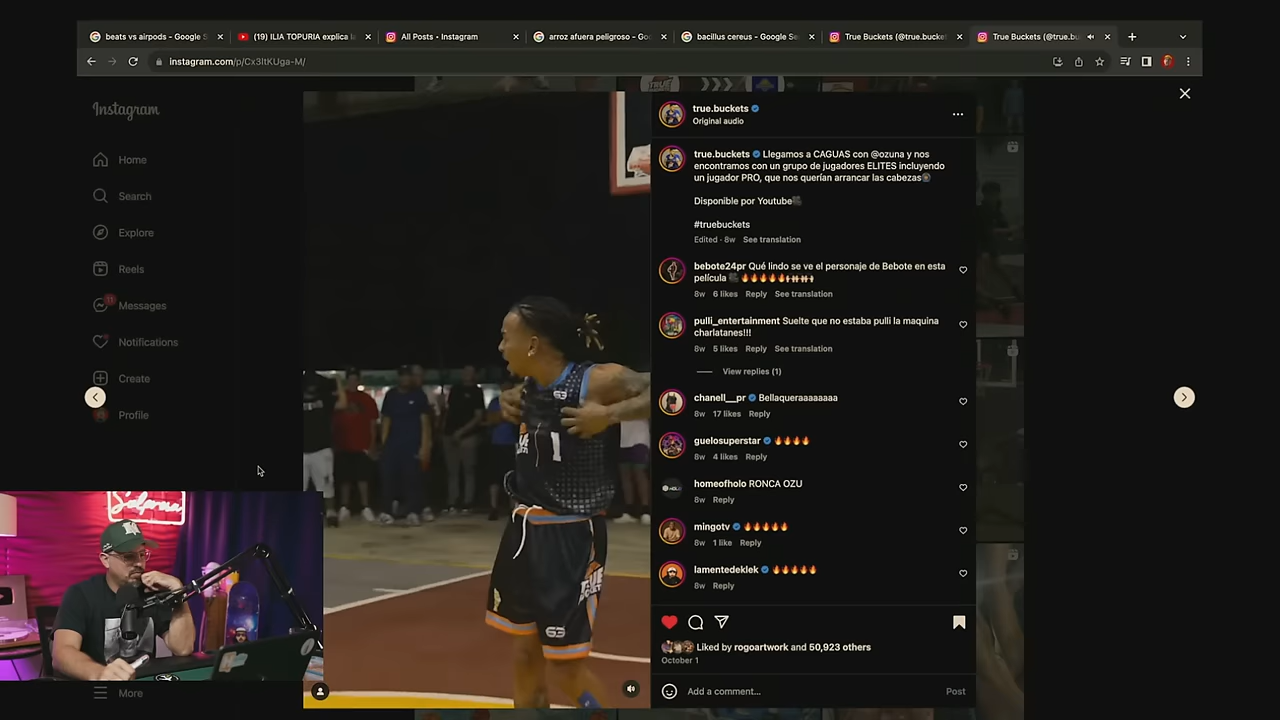 beats vs airpods - Google S
(19) ILIA TOPURIA explica la
All Posts • Instagram
arroz afuera peligroso - Go
bacillus cereus - Google Se
True Buckets (@true.bucket
True Buckets (@true.bu
instagram.com/p/Cx3ItKUga-M/
Instagram
Home
Search
Explore
Reels
11
Messages
Notifications
Create
Profile
More
true.buckets
Original audio
true.buckets Llegamos a CAGUAS con @ozuna y nos
encontramos con un grupo de jugadores ELITES incluyendo
un jugador PRO, que nos querían arrancar las cabezas
Disponible por Youtube
#truebuckets
Edited · 8w See translation
bebote24pr Qué lindo se ve el personaje de Bebote en esta
película 🔥🔥🔥🔥🔥
8w 6 likes Reply See translation
pulli_entertainment Suelte que no estaba pulli la maquina
charlatanes!!!
8w 5 likes Reply See translation
View replies (1)
chanell__pr Bellaqueraaaaaaaa
8w 17 likes Reply
guelosuperstar 🔥🔥🔥🔥
8w 4 likes Reply
homeofholo RONCA OZU
8w Reply
mingotv 🔥🔥🔥🔥🔥
8w 1 like Reply
lamentedeklek 🔥🔥🔥🔥🔥
8w Reply
Liked by rogoartwork and 50,923 others
October 1
Add a comment...
Post
1
TRUE